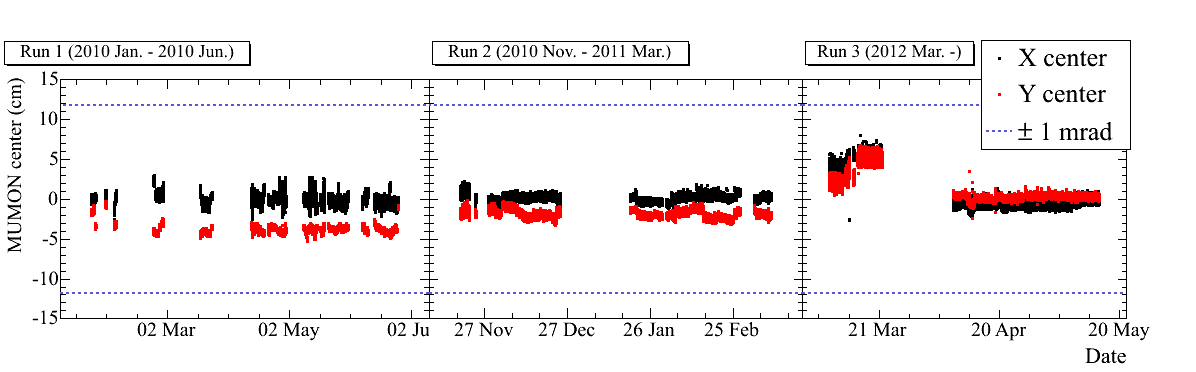 Run 1 (2010 Jan. - 2010 Jun.)
Run 2 (2010 Nov. - 2011 Mar.)
Run 3 (2012 Mar. -)
X center
Y center
± 1 mrad
MUMON center (cm)
15
10
5
0
-5
-10
-15
02 Mar
02 May
02 Ju
27 Nov
27 Dec
26 Jan
25 Feb
21 Mar
20 Apr
20 May
Date